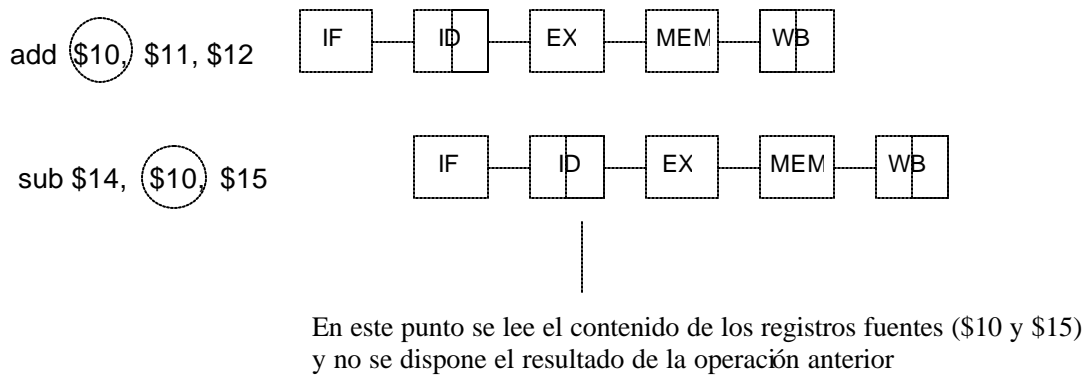 add $10, $11, $12
IF ID EX MEM WB
sub $14, $10, $15
IF ID EX MEM WB
En este punto se lee el contenido de los registros fuentes ($10 y $15)
y no se dispone el resultado de la operación anterior